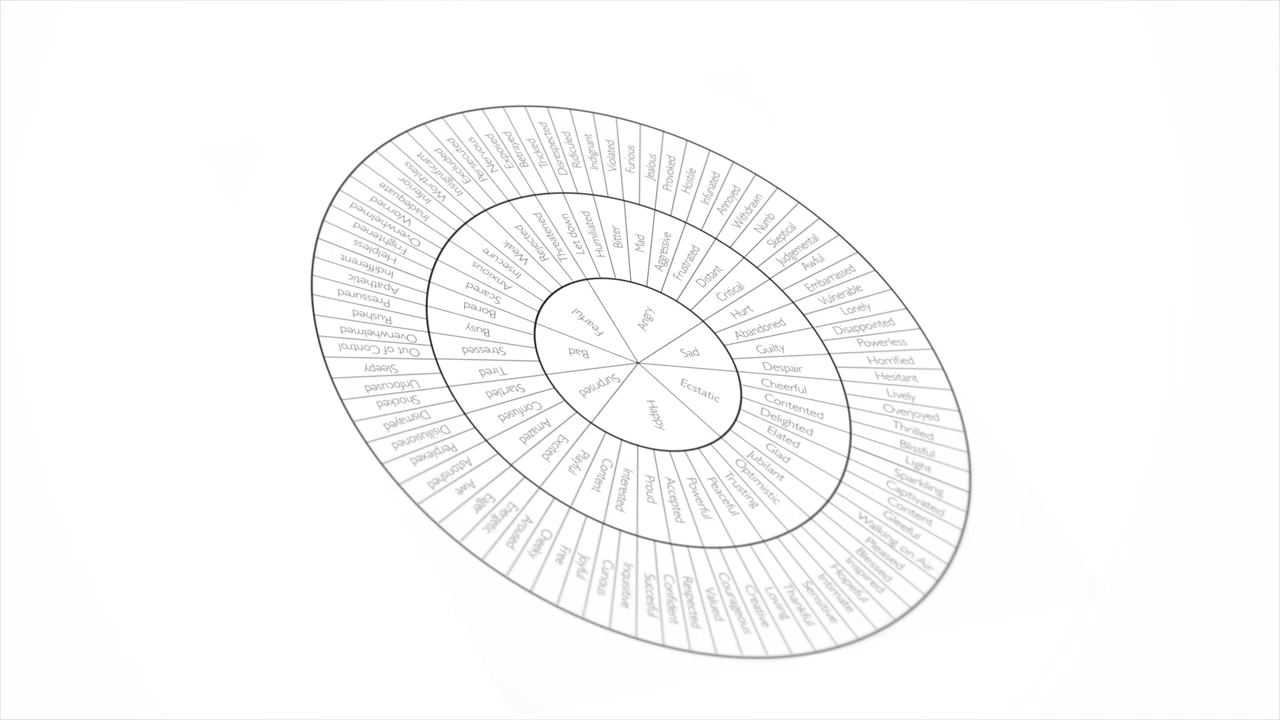 Angry
Sad
Ecstatic
Happy
Surprised
Bad
Fearful
Let down
Humiliated
Bitter
Mad
Aggressive
Frustrated
Distant
Critical
Hurt
Abandoned
Guilty
Despair
Cheerful
Contented
Delighted
Elated
Glad
Jubilant
Optimistic
Trusting
Peaceful
Powerful
Accepted
Proud
Interested
Content
Playful
Excited
Amazed
Confused
Startled
Tired
Stressed
Busy
Bored
Scared
Anxious
Insecure
Weak
Rejected
Threatened
Betrayed
Tricked
Disrespected
Ridiculed
Indignant
Violated
Furious
Jealous
Provoked
Hostile
Infuriated
Annoyed
Withdrawn
Numb
Skeptical
Judgemental
Awful
Embarrassed
Vulnerable
Lonely
Disappointed
Powerless
Horrified
Hesitant
Lively
Overjoyed
Thrilled
Blissful
Light
Sparkling
Captivated
Content
Gleeful
Walking on Air
Pleased
Blessed
Inspired
Hopeful
Intimate
Sensitive
Thankful
Loving
Creative
Courageous
Valued
Respected
Confident
Succesful
Inquisitive
Curious
Joyful
Free
Cheeky
Aroused
Energetic
Eager
Awe
Astonished
Perplexed
Disillusioned
Dismayed
Shocked
Unfocused
Sleepy
Out of Control
Overwhelmed
Rushed
Pressured
Apathetic
Indifferent
Helpless
Frightened
Overwhelmed
Worried
Inadequate
Inferior
Worthless
Insignificant
Excluded
Persecuted
Nervous
Exposed